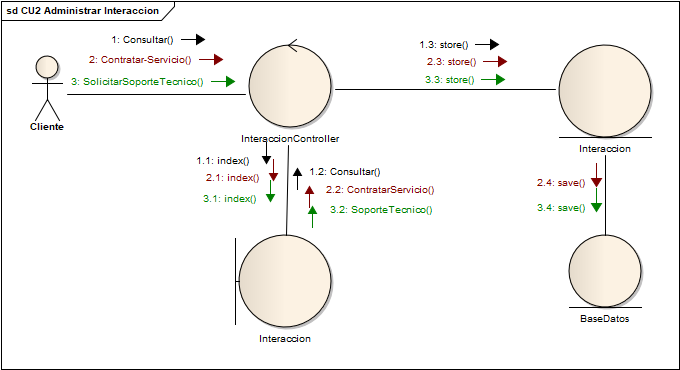 sd CU2 Administrar Interaccion
1: Consultar()
2: Contratar-Servicio()
3: SolicitarSoporteTecnico()
Cliente
InteraccionController
1.3: store()
2.3: store()
3.3: store()
Interaccion
1.1: index()
2.1: index()
3.1: index()
1.2: Consultar()
2.2: ContratarServicio()
3.2: SoporteTecnico()
2.4: save()
3.4: save()
Interaccion
BaseDatos